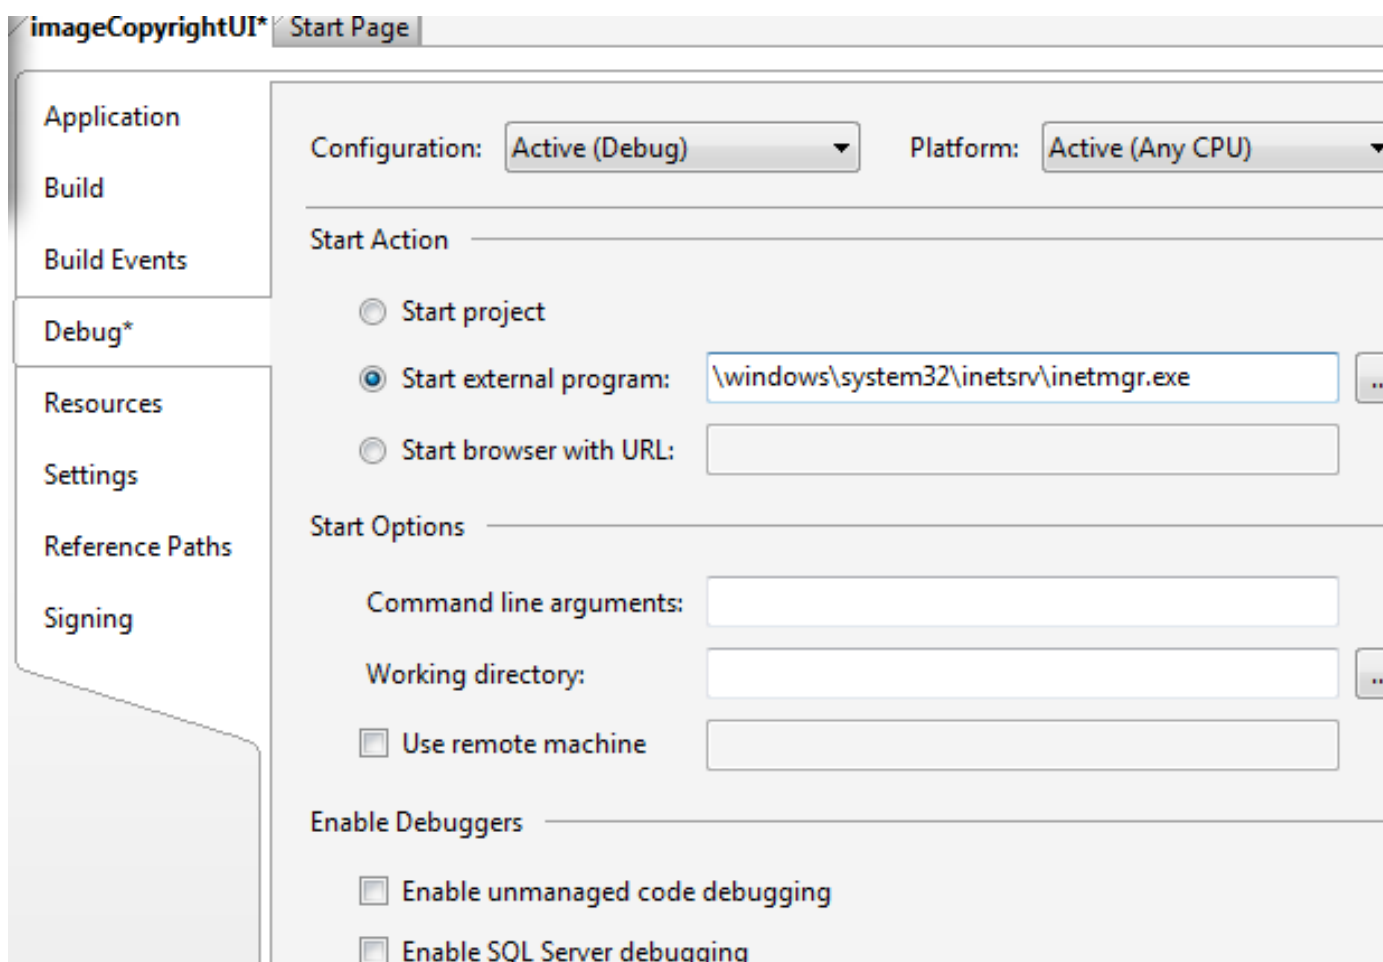 imageCopyrightUI* Start Page
Application
Configuration: Active (Debug) Platform: Active (Any CPU)
Build
Start Action
Build Events
Start project
Debug*
Start external program: \windows\system32\inetsrv\inetmgr.exe ..
Resources
Start browser with URL:
Settings
Start Options
Reference Paths
Command line arguments:
Signing
Working directory: ..
Use remote machine
Enable Debuggers
Enable unmanaged code debugging
Enable SQL Server debugging